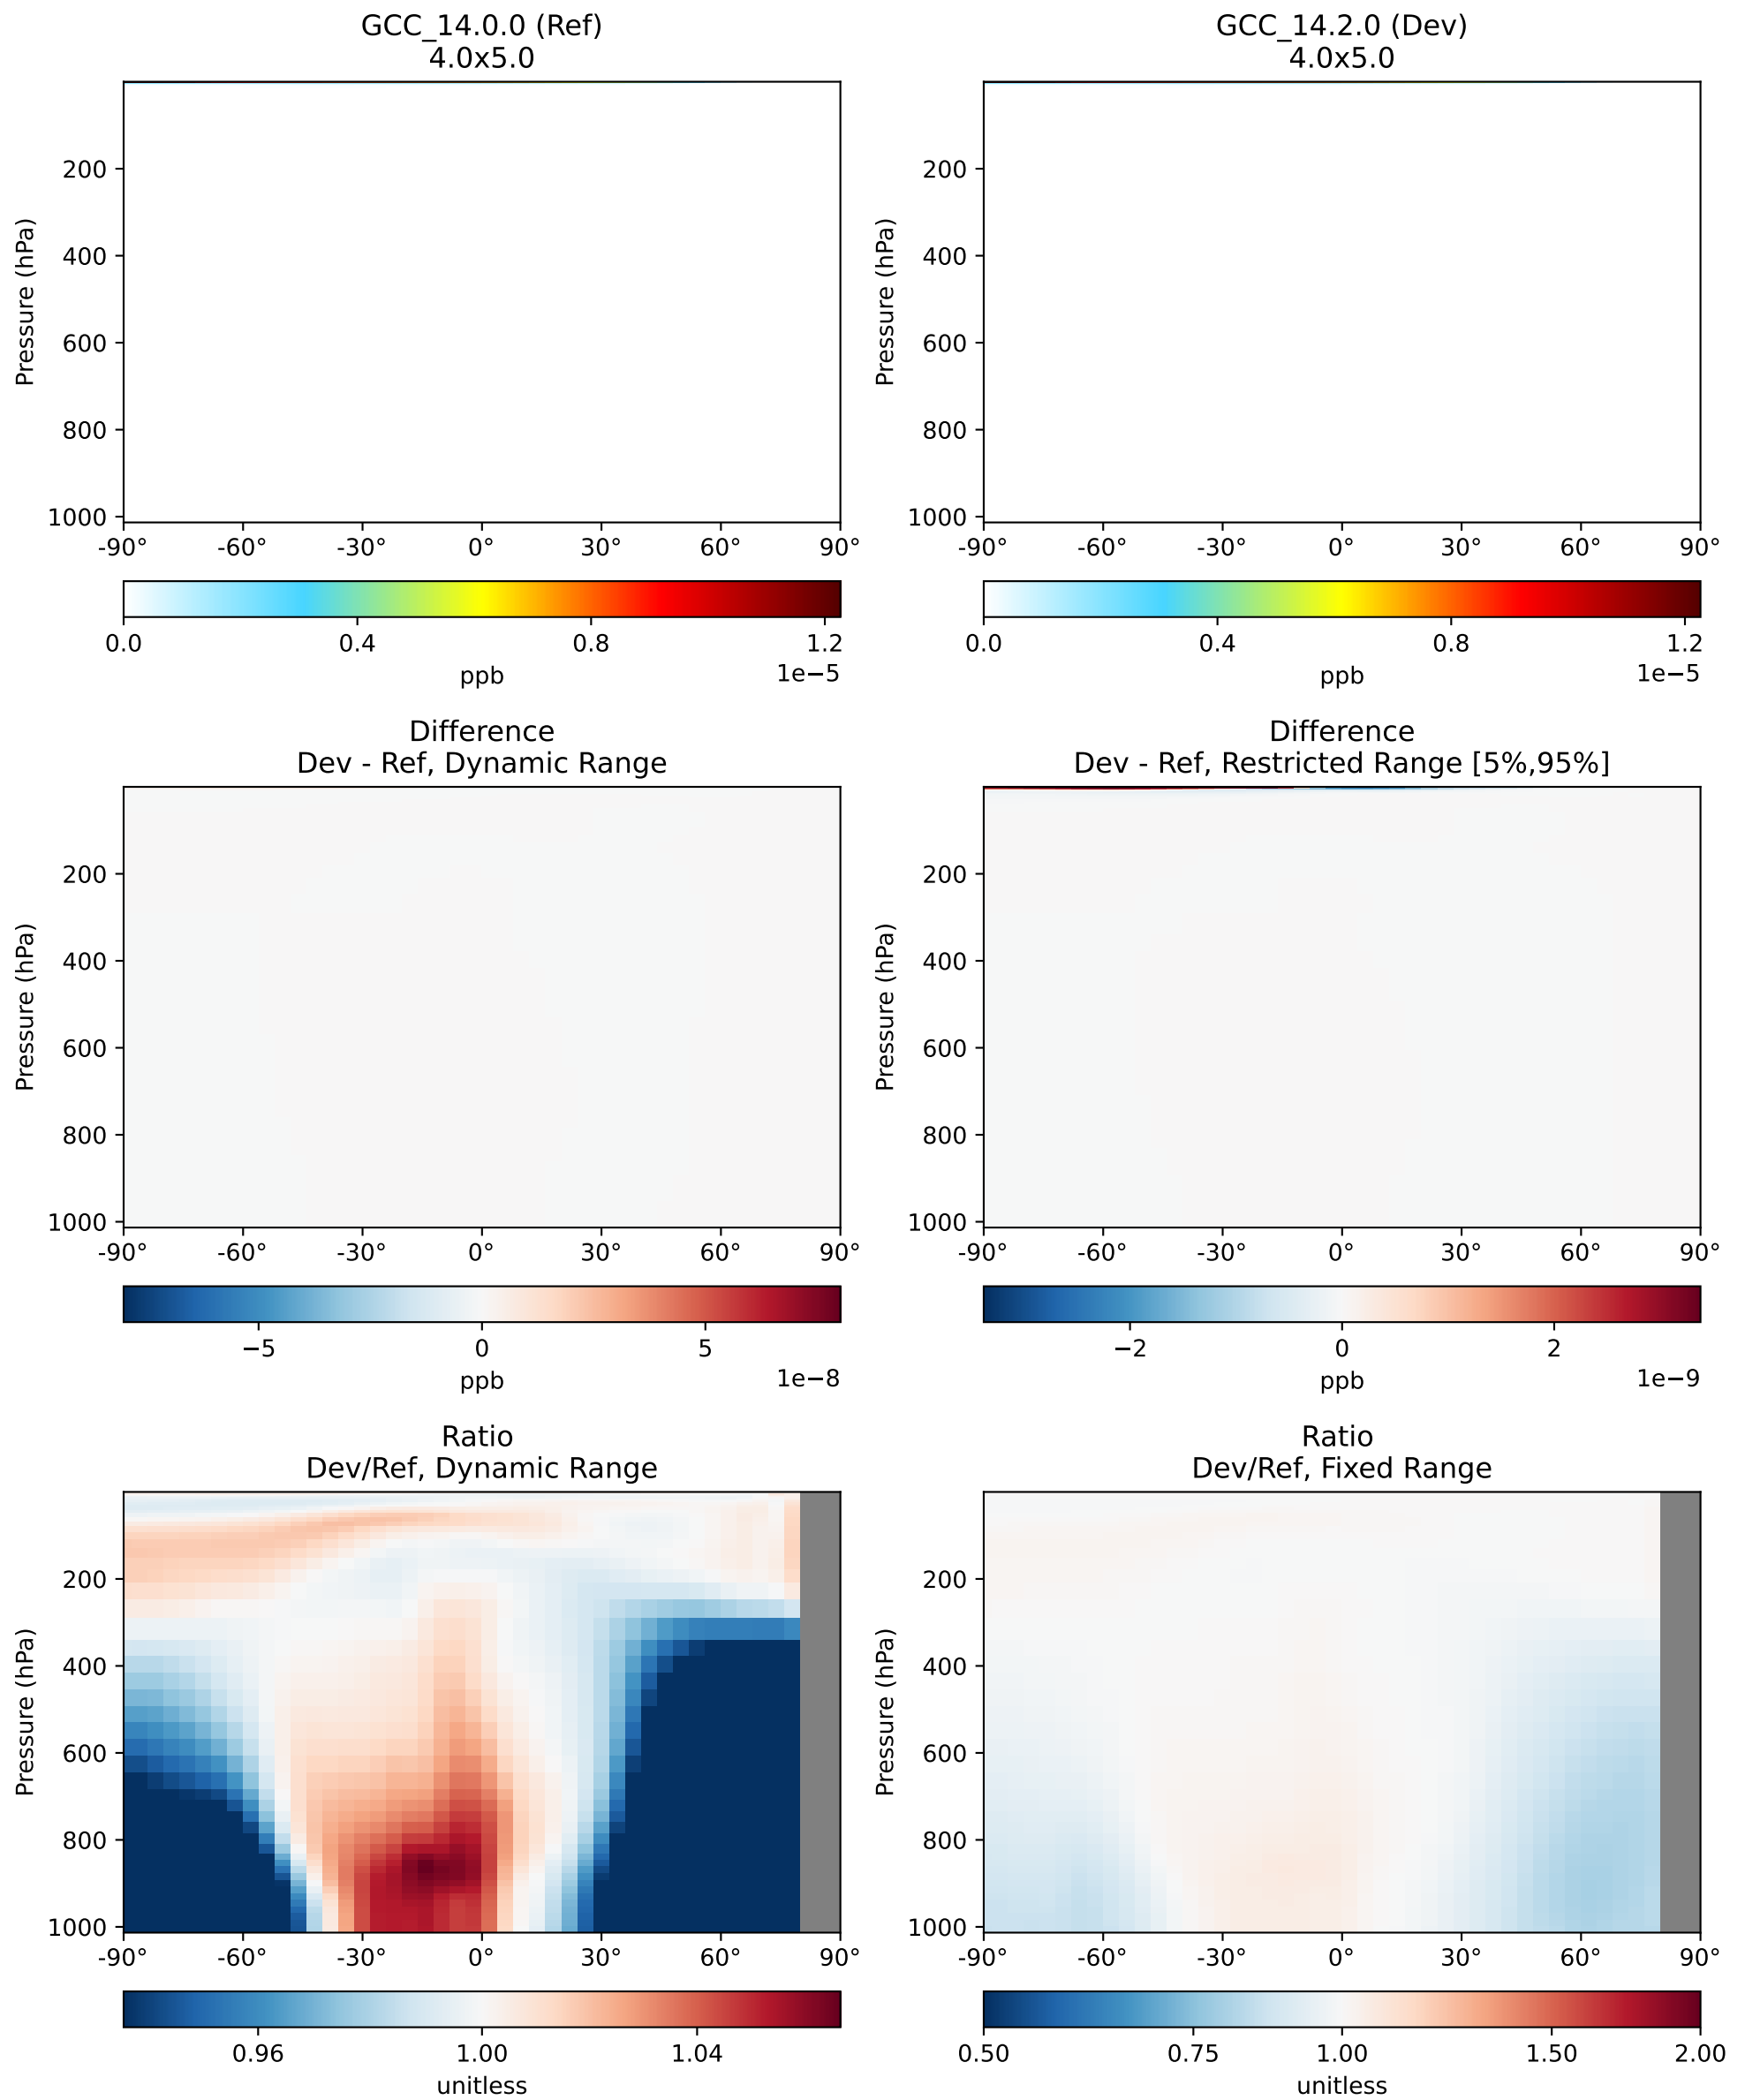 GCC_14.0.0 (Ref)
4.0x5.0
Pressure (hPa)
200
400
600
800
1000
-90° -60° -30° 0° 30° 60° 90°
0.0 0.4 0.8 1.2
ppb
1e−5
GCC_14.2.0 (Dev)
4.0x5.0
Pressure (hPa)
200
400
600
800
1000
-90° -60° -30° 0° 30° 60° 90°
0.0 0.4 0.8 1.2
ppb
1e−5
Difference
Dev - Ref, Dynamic Range
Pressure (hPa)
200
400
600
800
1000
-90° -60° -30° 0° 30° 60° 90°
−5 0 5
ppb
1e−8
Difference
Dev - Ref, Restricted Range [5%,95%]
Pressure (hPa)
200
400
600
800
1000
-90° -60° -30° 0° 30° 60° 90°
−2 0 2
ppb
1e−9
Ratio
Dev/Ref, Dynamic Range
Pressure (hPa)
200
400
600
800
1000
-90° -60° -30° 0° 30° 60° 90°
0.96 1.00 1.04
unitless
Ratio
Dev/Ref, Fixed Range
Pressure (hPa)
200
400
600
800
1000
-90° -60° -30° 0° 30° 60° 90°
0.50 0.75 1.00 1.50 2.00
unitless